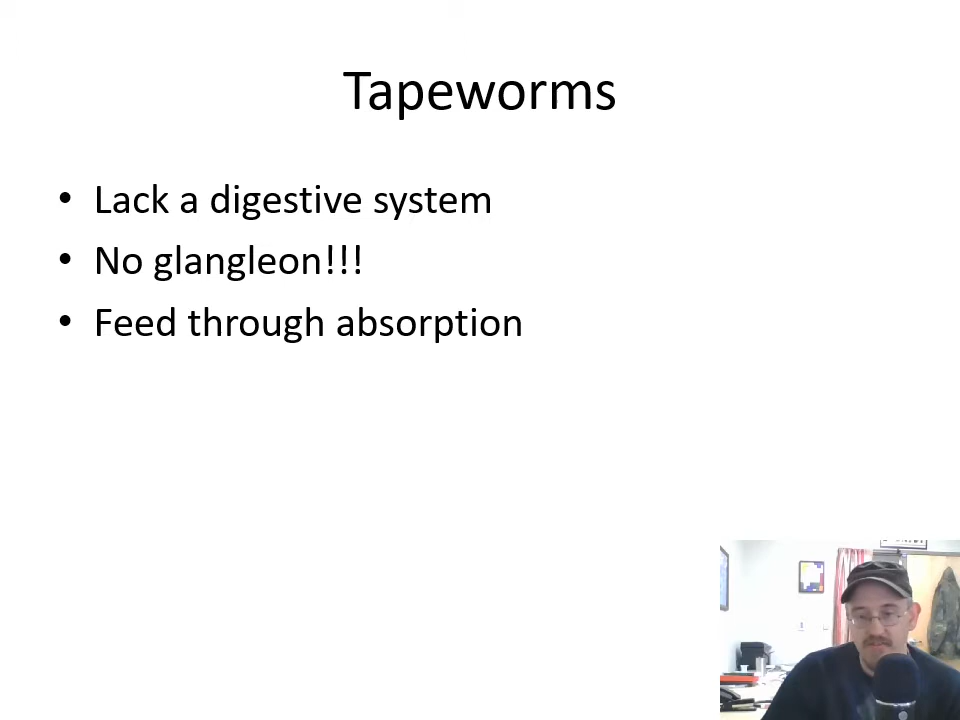 Tapeworms
• Lack a digestive system
• No glangleon!!!
• Feed through absorption